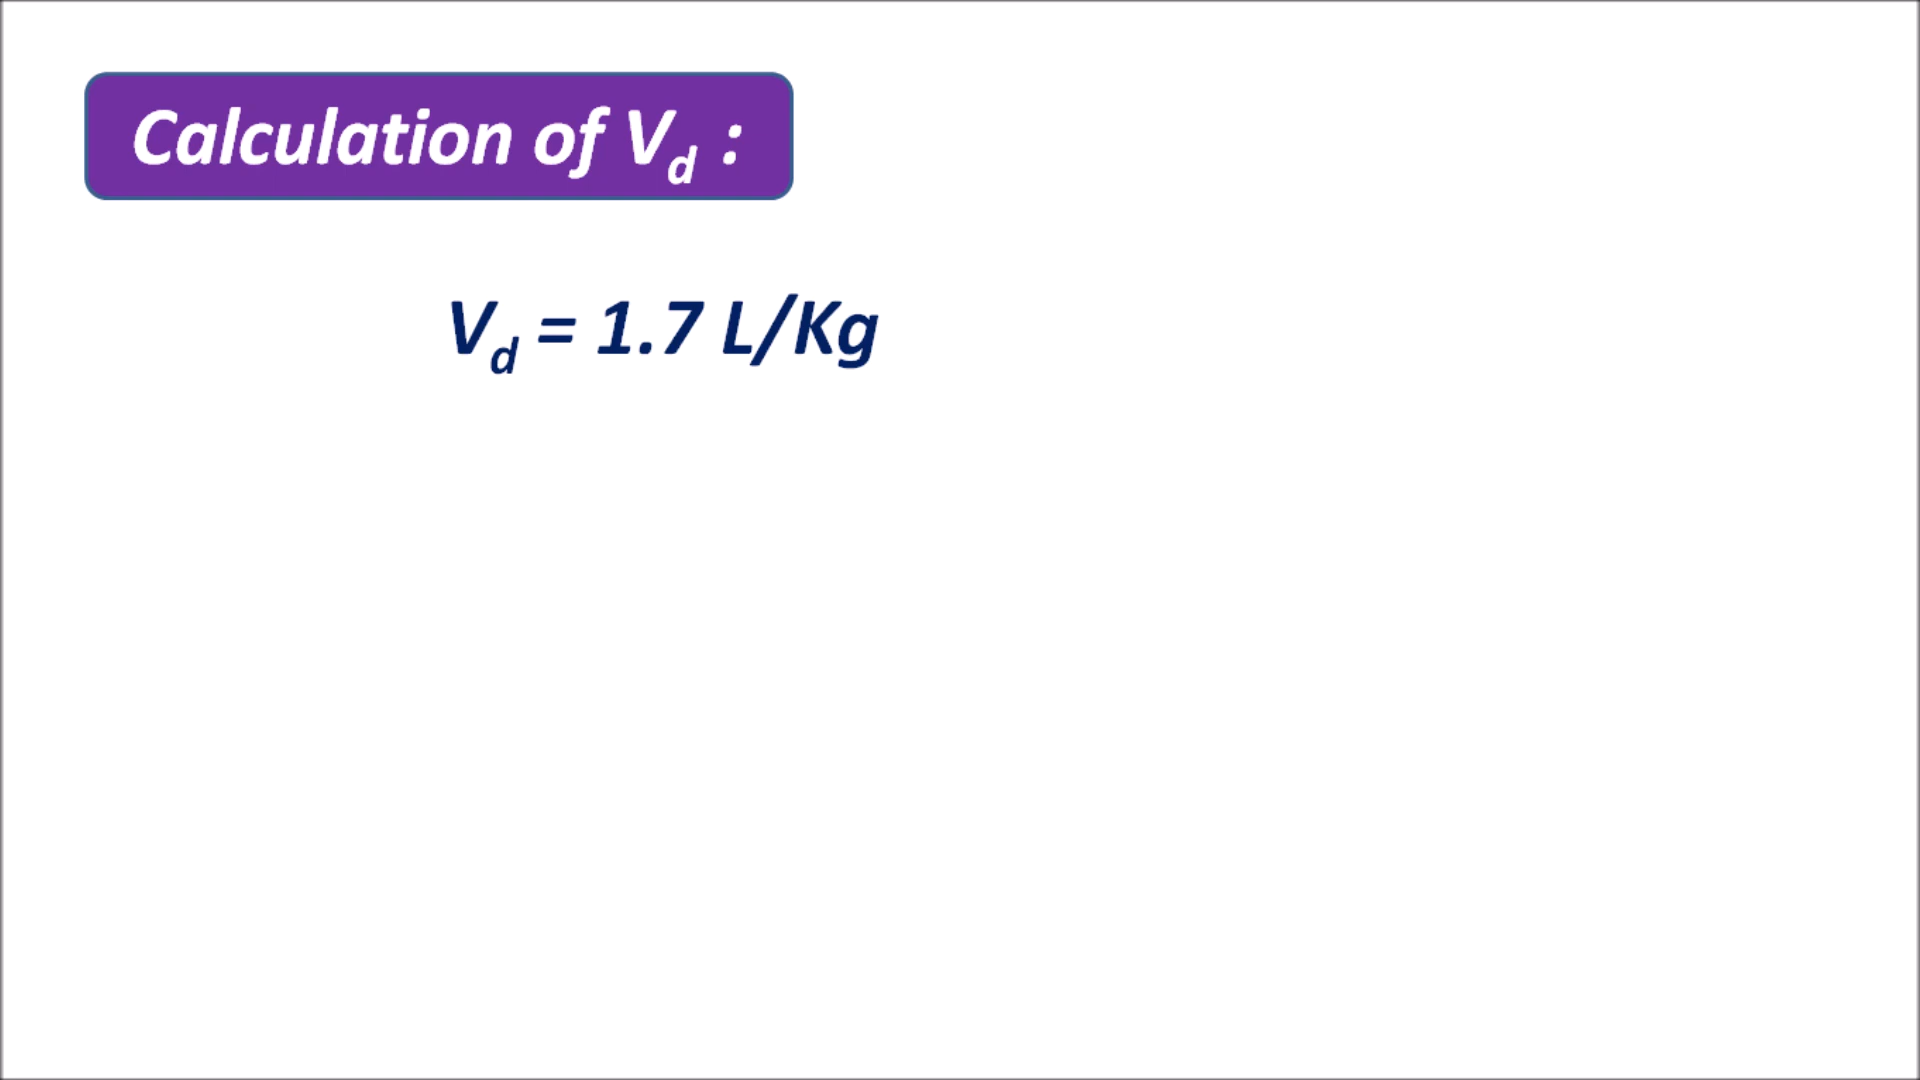 Calculation of Vd :
Vd = 1.7 L/Kg